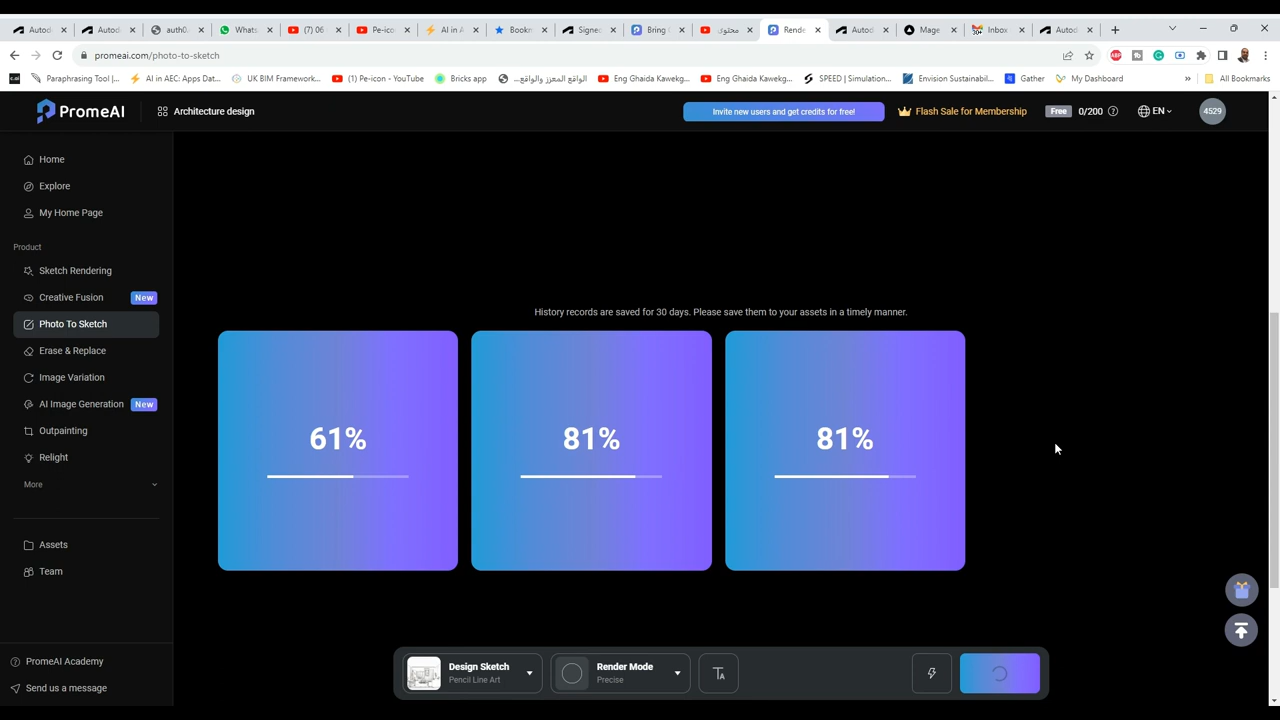 Autod
Autod
auth0.
Whats
(7) 06
Pe-ico
AI in A
Bookm
Signed
Bring
محتوى
Rende
Autod
Mage
Inbox
Autod
promeai.com/photo-to-sketch
Paraphrasing Tool |...
AI in AEC: Apps Dat...
UK BIM Framework...
(1) Pe-icon - YouTube
Bricks app
الواقع المعزز والواقع...
Eng Ghaida Kawekg...
Eng Ghaida Kawekg...
SPEED | Simulation...
Envision Sustainabil...
Gather
My Dashboard
»
All Bookmarks
PromeAI
Architecture design
Invite new users and get credits for free!
Flash Sale for Membership
Free
0/200
EN
4529
Home
Explore
My Home Page
Product
Sketch Rendering
Creative Fusion
New
Photo To Sketch
Erase & Replace
Image Variation
AI Image Generation
New
Outpainting
Relight
More
Assets
Team
PromeAI Academy
Send us a message
History records are saved for 30 days. Please save them to your assets in a timely manner.
61%
81%
81%
Design Sketch
Pencil Line Art
Render Mode
Precise